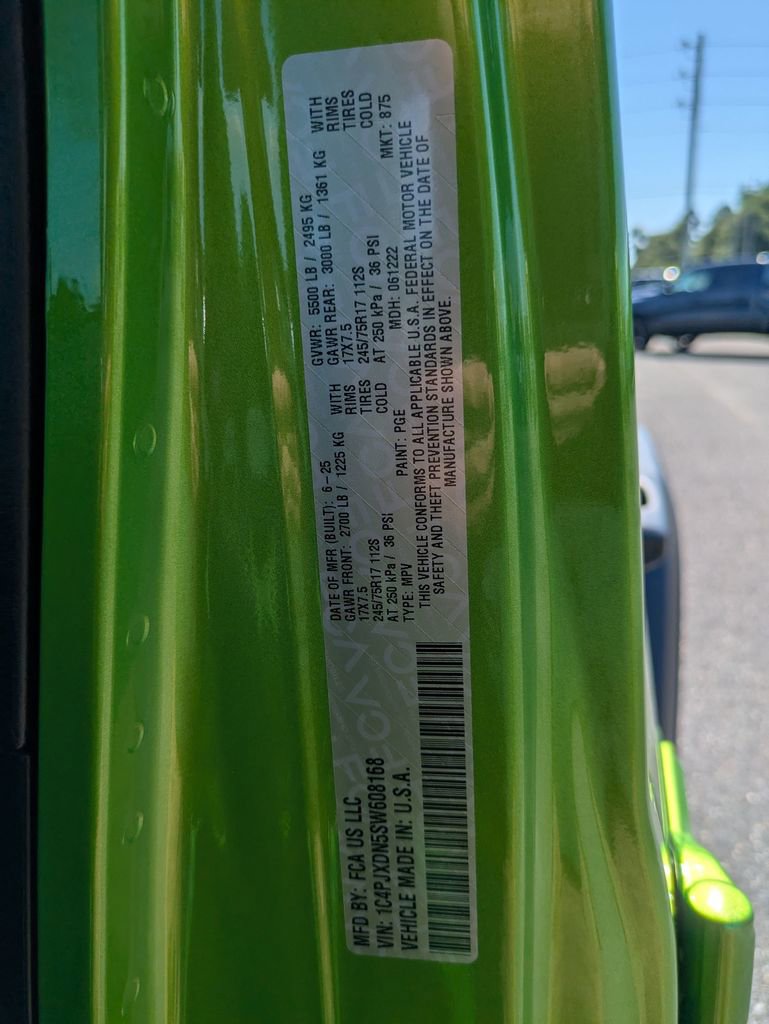 MFD BY: FCA US LLC
VIN: 1C4PJXDN5SW608168
VEHICLE MADE IN: U.S.A.
DATE OF MFR (BUILT): 6-25
GVWR: 5500 LB / 2495 KG
GAWR FRONT: 2700 LB / 1225 KG WITH
17X7.5 RIMS
245/75R17 112S TIRES
AT 250 kPa / 36 PSI COLD
GAWR REAR: 3000 LB / 1361 KG WITH
17X7.5 RIMS
245/75R17 112S TIRES
AT 250 kPa / 36 PSI COLD
TYPE: MPV PAINT: PGE MDH: 061222 MKT: 875
THIS VEHICLE CONFORMS TO ALL APPLICABLE U.S.A. FEDERAL MOTOR VEHICLE
SAFETY AND THEFT PREVENTION STANDARDS IN EFFECT ON THE DATE OF
MANUFACTURE SHOWN ABOVE.